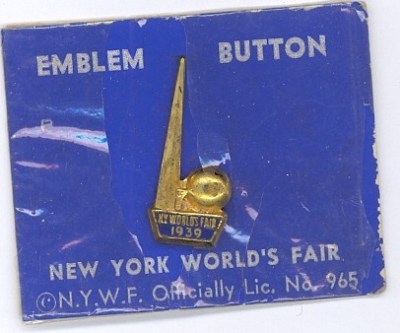 EMBLEM BUTTON
N.Y. WORLD'S FAIR
1939
NEW YORK WORLD'S FAIR
©N.Y.W.F. Officially Lic. No. 965